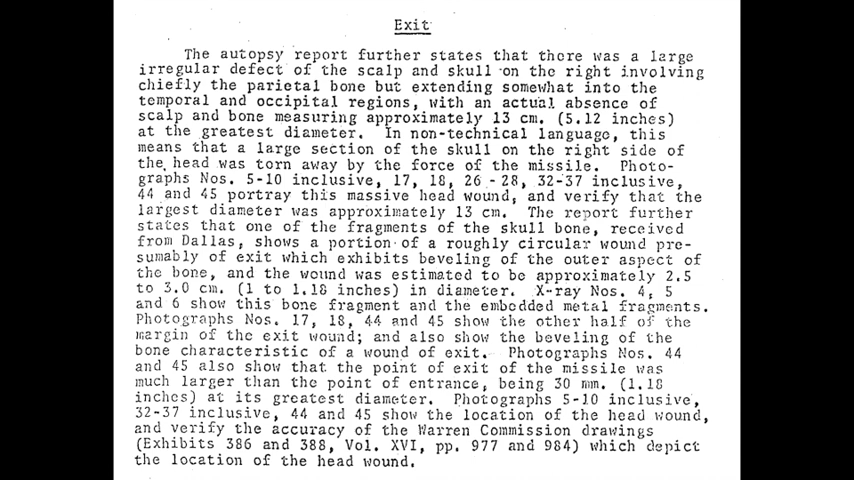 Exit
The autopsy report further states that there was a large
irregular defect of the scalp and skull on the right involving
chiefly the parietal bone but extending somewhat into the
temporal and occipital regions, with an actual absence of
scalp and bone measuring approximately 13 cm. (5.12 inches)
at the greatest diameter. In non-technical language, this
means that a large section of the skull on the right side of
the head was torn away by the force of the missile. Photo-
graphs Nos. 5-10 inclusive, 17, 18, 26 - 28, 32-37 inclusive,
44 and 45 portray this massive head wound, and verify that the
largest diameter was approximately 13 cm. The report further
states that one of the fragments of the skull bone, received
from Dallas, shows a portion of a roughly circular wound pre-
sumably of exit which exhibits beveling of the outer aspect of
the bone, and the wound was estimated to be approximately 2.5
to 3.0 cm. (1 to 1.18 inches) in diameter. X-ray Nos. 4, 5
and 6 show this bone fragment and the embedded metal fragments.
Photographs Nos. 17, 18, 44 and 45 show the other half of the
margin of the exit wound; and also show the beveling of the
bone characteristic of a wound of exit. Photographs Nos. 44
and 45 also show that the point of exit of the missile was
much larger than the point of entrance, being 30 mm. (1.18
inches) at its greatest diameter. Photographs 5-10 inclusive,
32-37 inclusive, 44 and 45 show the location of the head wound,
and verify the accuracy of the Warren Commission drawings
(Exhibits 386 and 388, Vol. XVI, pp. 977 and 984) which depict
the location of the head wound.